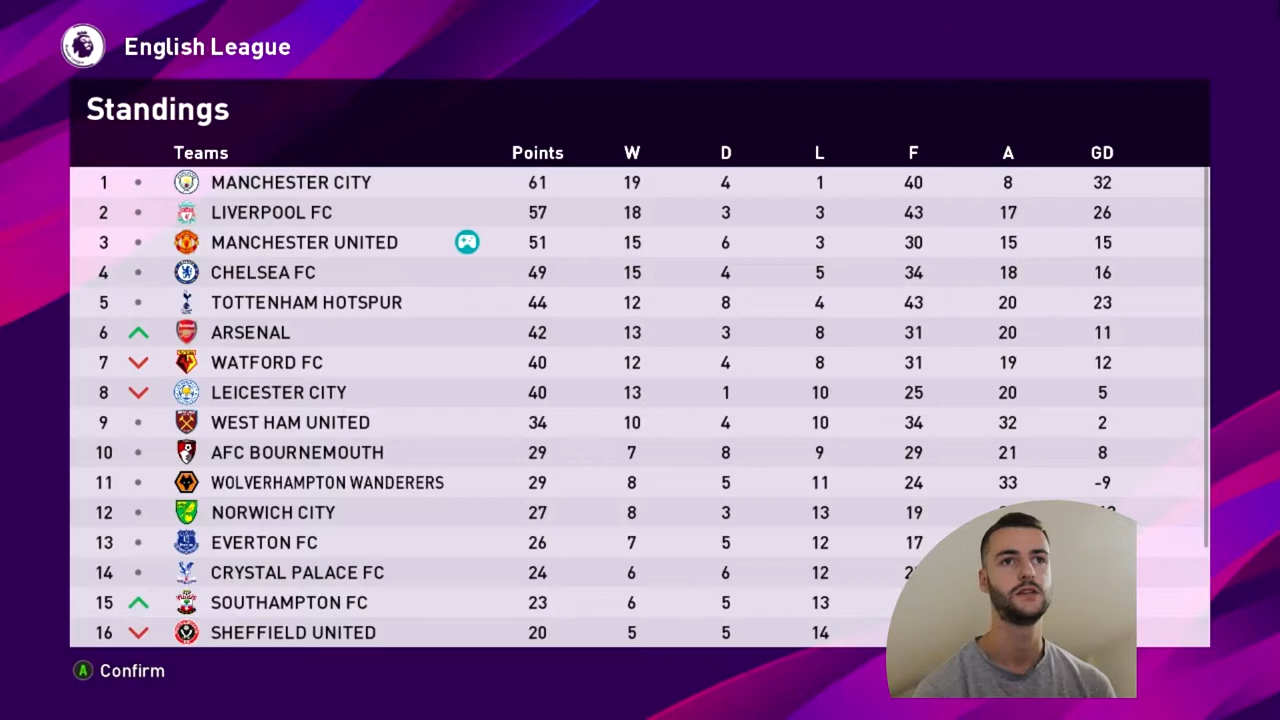 English League
Standings
Teams Points W D L F A GD
1 MANCHESTER CITY 61 19 4 1 40 8 32
2 LIVERPOOL FC 57 18 3 3 43 17 26
3 MANCHESTER UNITED 51 15 6 3 30 15 15
4 CHELSEA FC 49 15 4 5 34 18 16
5 TOTTENHAM HOTSPUR 44 12 8 4 43 20 23
6 ARSENAL 42 13 3 8 31 20 11
7 WATFORD FC 40 12 4 8 31 19 12
8 LEICESTER CITY 40 13 1 10 25 20 5
9 WEST HAM UNITED 34 10 4 10 34 32 2
10 AFC BOURNEMOUTH 29 7 8 9 29 21 8
11 WOLVERHAMPTON WANDERERS 29 8 5 11 24 33 -9
12 NORWICH CITY 27 8 3 13 19
13 EVERTON FC 26 7 5 12 17
14 CRYSTAL PALACE FC 24 6 6 12
15 SOUTHAMPTON FC 23 6 5 13
16 SHEFFIELD UNITED 20 5 5 14
A Confirm